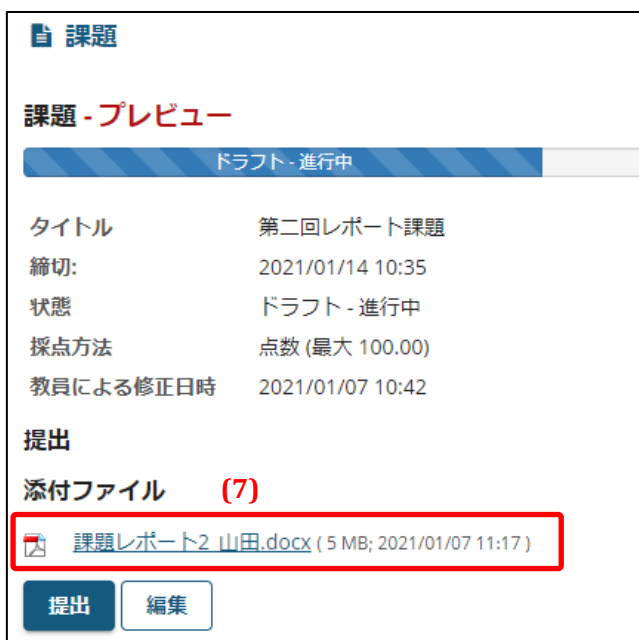 課題
課題 - プレビュー
ドラフト - 進行中
タイトル 第二回レポート課題
締切: 2021/01/14 10:35
状態 ドラフト - 進行中
採点方法 点数 (最大 100.00)
教員による修正日時 2021/01/07 10:42
提出
添付ファイル (7)
課題レポート2_山田.docx ( 5 MB; 2021/01/07 11:17 )
提出 編集